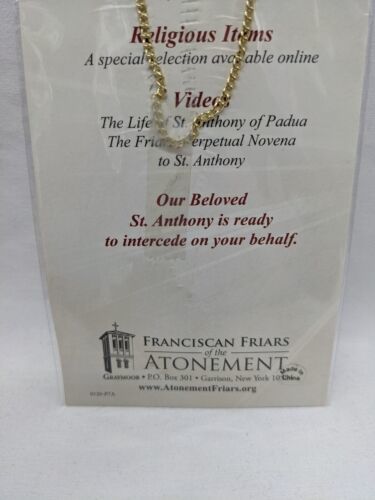 Religious Items
A special selection available online
Videos
The Life of St. Anthony of Padua
The Friars Perpetual Novena
to St. Anthony
Our Beloved
St. Anthony is ready
to intercede on your behalf.
FRANCISCAN FRIARS
of the
ATONEMENT
GRAYMOOR • P.O. Box 301 • Garrison, New York
Made in
China
www.AtonementFriars.org